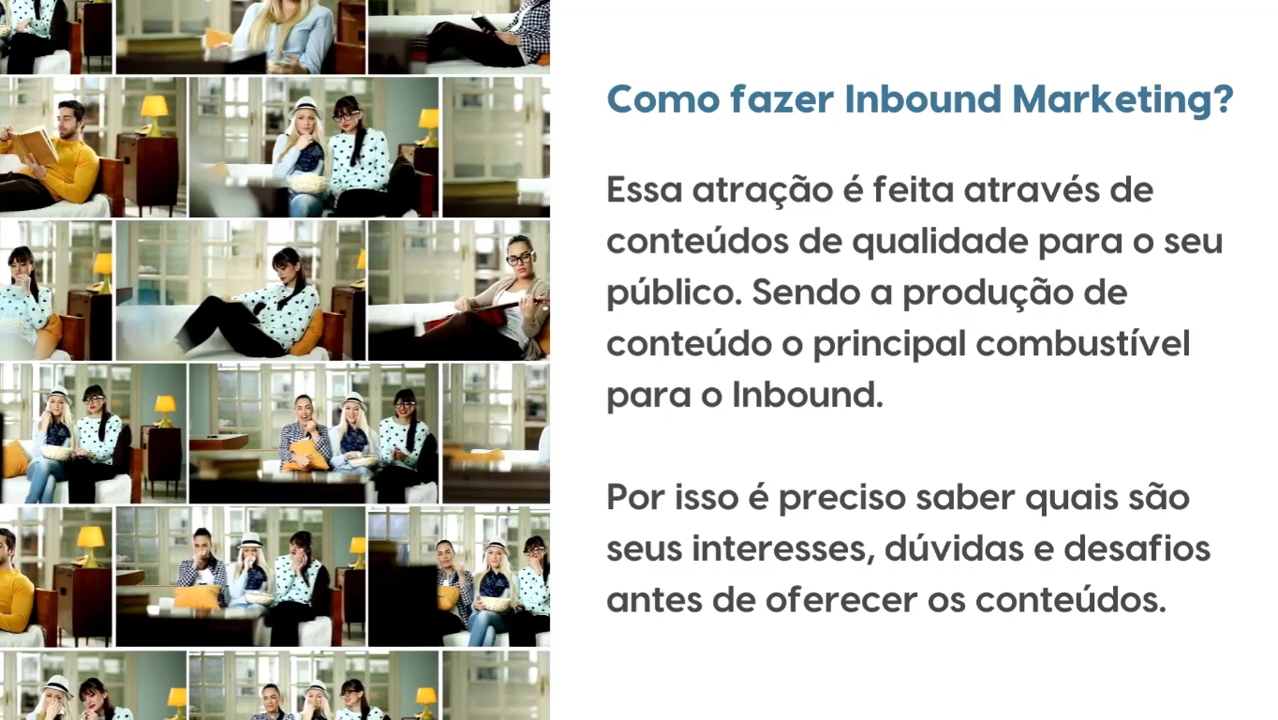 Como fazer Inbound Marketing?
Essa atração é feita através de
conteúdos de qualidade para o seu
público. Sendo a produção de
conteúdo o principal combustível
para o Inbound.
Por isso é preciso saber quais são
seus interesses, dúvidas e desafios
antes de oferecer os conteúdos.